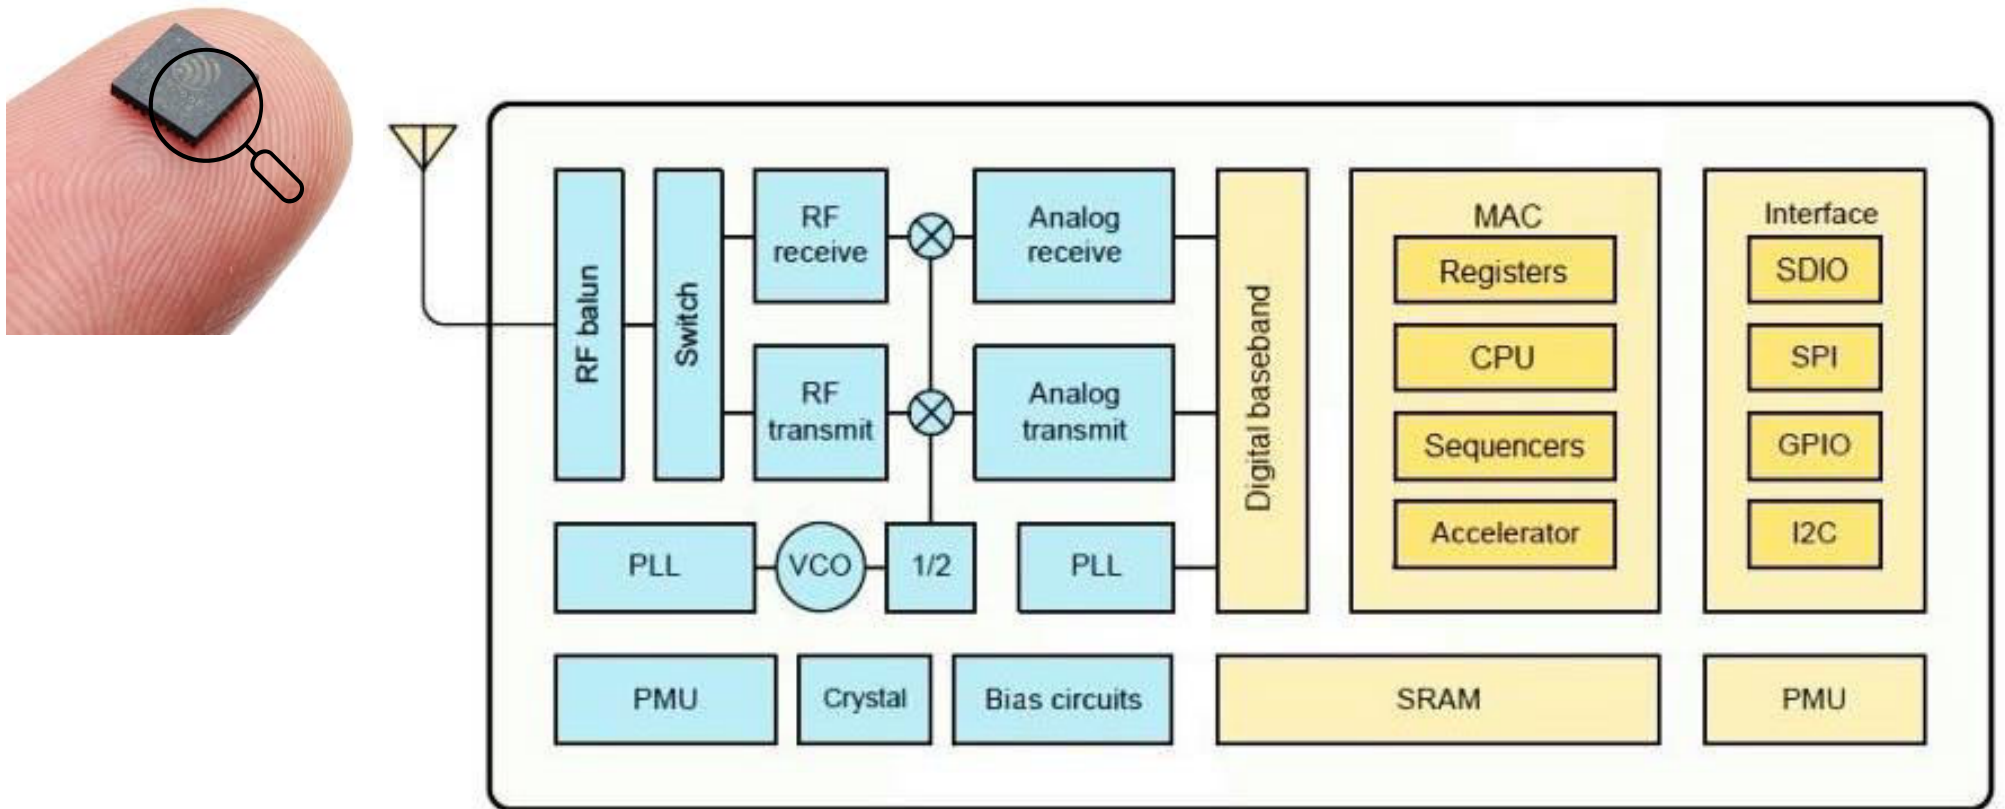 RF balun
Switch
RF
receive
Analog
receive
RF
transmit
Analog
transmit
PLL
VCO
1/2
PLL
PMU
Crystal
Bias circuits
Digital baseband
MAC
Registers
CPU
Sequencers
Accelerator
Interface
SDIO
SPI
GPIO
I2C
SRAM
PMU